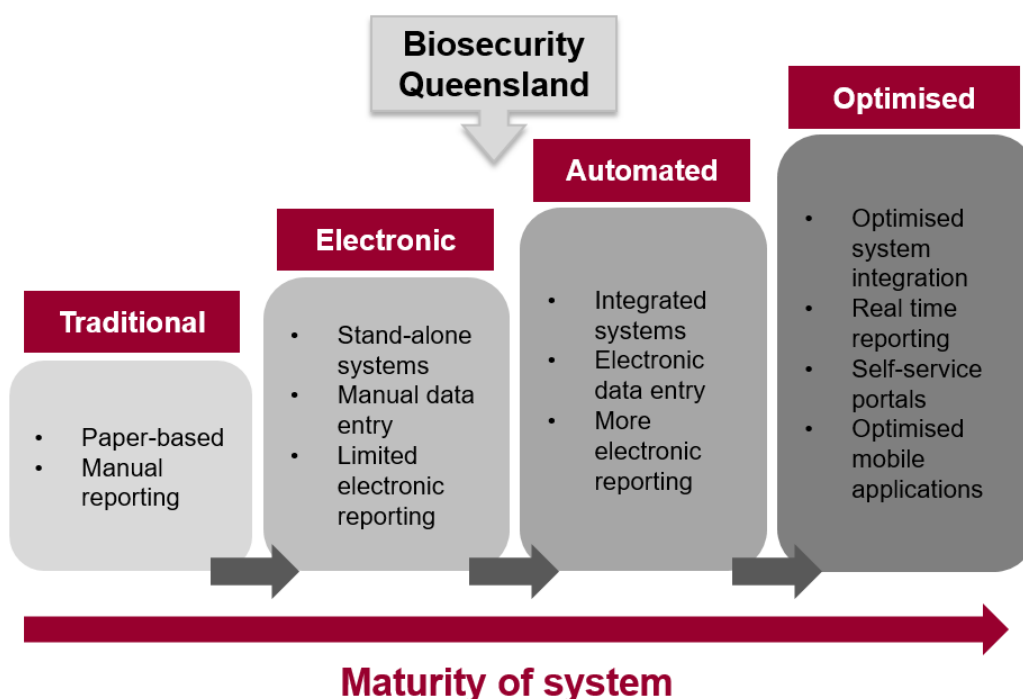 Biosecurity
Queensland
Traditional
• Paper-based
• Manual
reporting
Electronic
• Stand-alone
systems
• Manual data
entry
• Limited
electronic
reporting
Automated
• Integrated
systems
• Electronic
data entry
• More
electronic
reporting
Optimised
• Optimised
system
integration
• Real time
reporting
• Self-service
portals
• Optimised
mobile
applications
Maturity of system